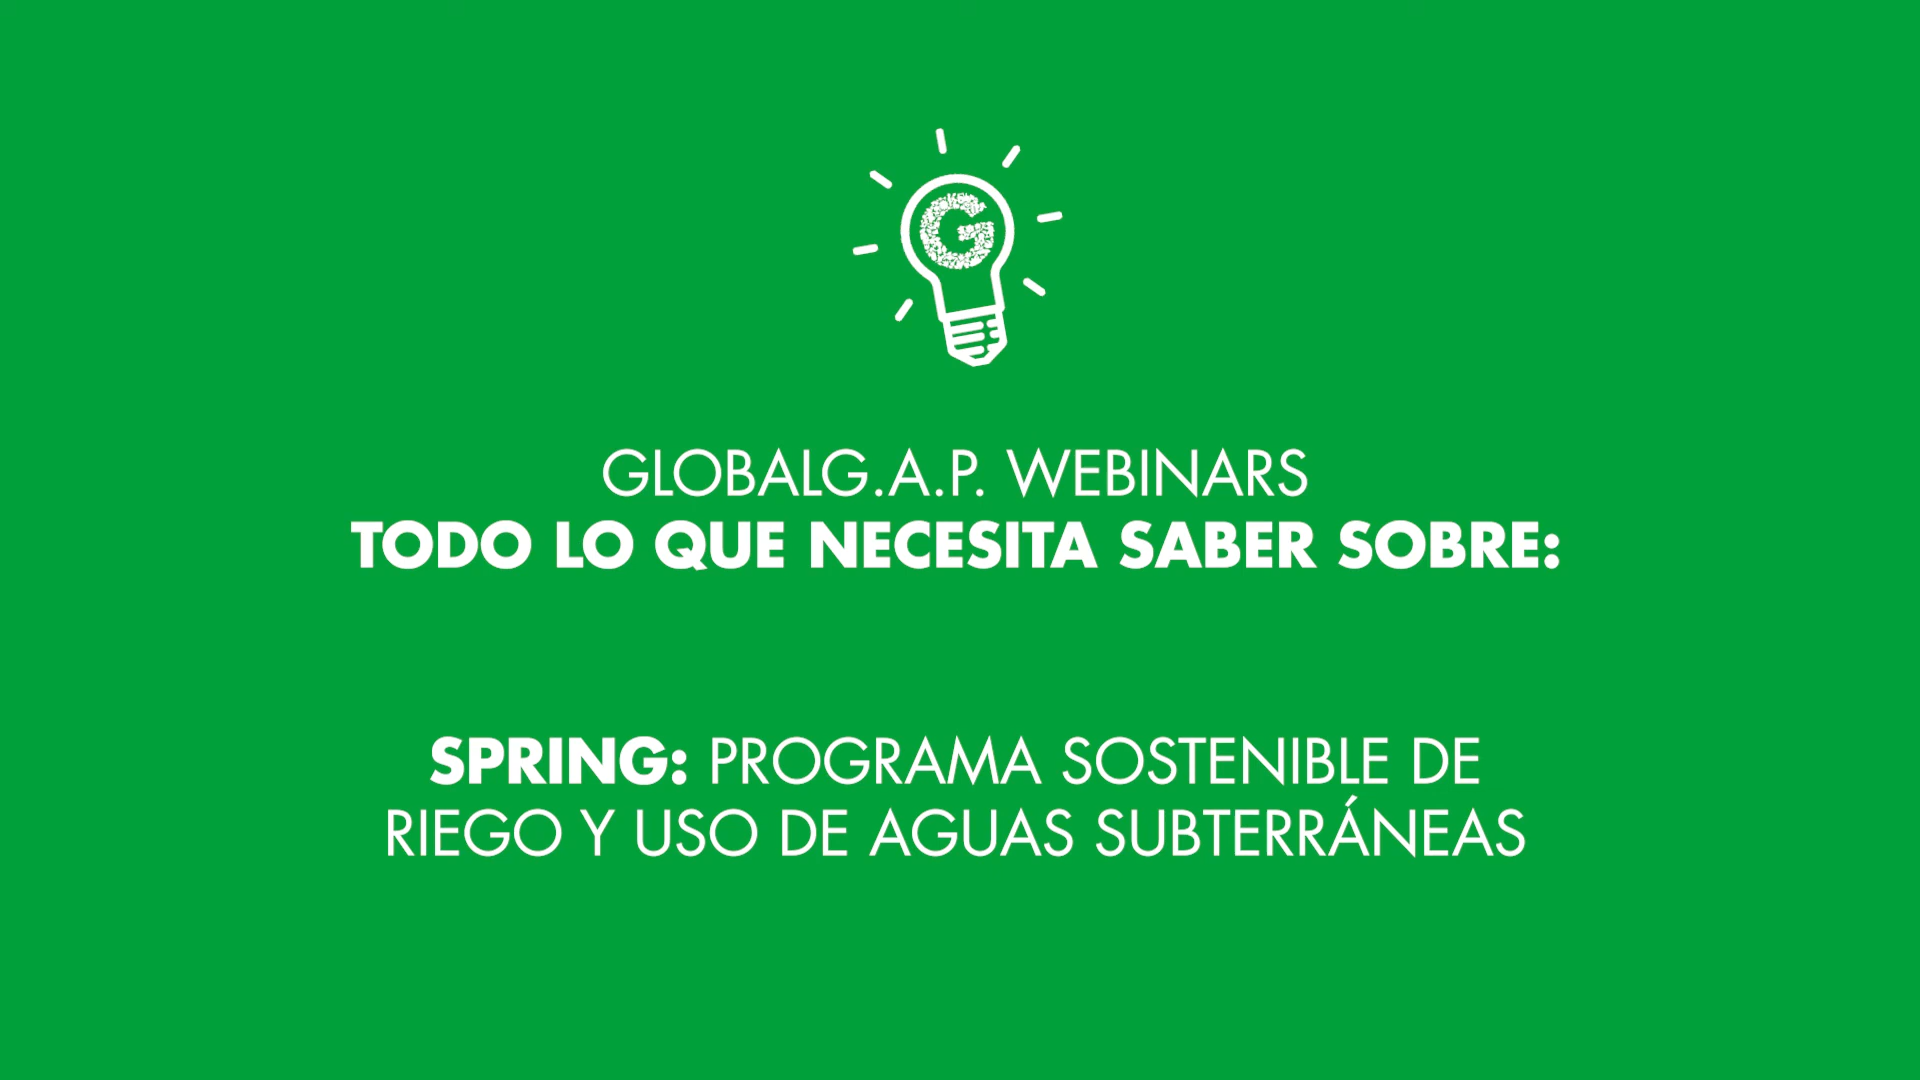 G
GLOBALG.A.P. WEBINARS
TODO LO QUE NECESITA SABER SOBRE:
SPRING: PROGRAMA SOSTENIBLE DE
RIEGO Y USO DE AGUAS SUBTERRÁNEAS